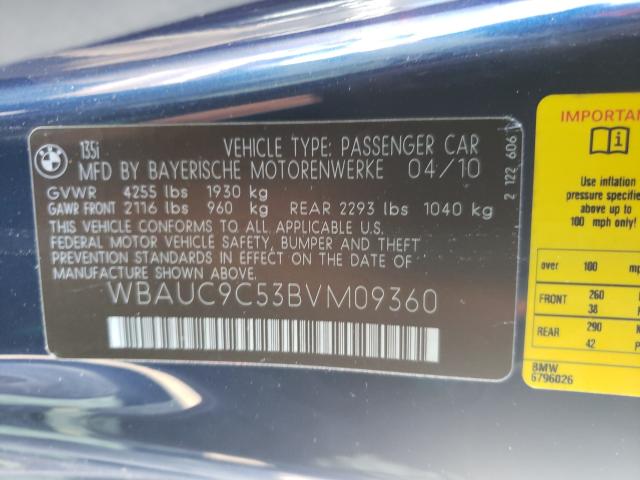 BMW
135i
VEHICLE TYPE: PASSENGER CAR
MFD BY BAYERISCHE MOTORENWERKE 04/10
GVWR 4255 lbs 1930 kg
GAWR FRONT 2116 lbs 960 kg REAR 2293 lbs 1040 kg
THIS VEHICLE CONFORMS TO ALL APPLICABLE U.S.
FEDERAL MOTOR VEHICLE SAFETY, BUMPER AND THEFT
PREVENTION STANDARDS IN EFFECT ON THE DATE OF
MANUFACTURE SHOWN ABOVE.
WBAUC9C53BVM09360
2 122 606
IMPORTAN
Use inflation
pressure specifie
above up to
100 mph only!
over 100 mp
FRONT 260
38
REAR 290
42 P
BMW
6796026